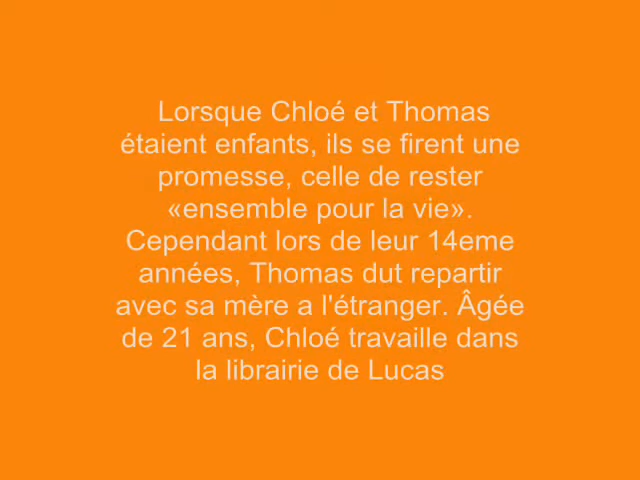 Lorsque Chloé et Thomas
étaient enfants, ils se firent une
promesse, celle de rester
«ensemble pour la vie».
Cependant lors de leur 14eme
années, Thomas dut repartir
avec sa mère a l'étranger. Âgée
de 21 ans, Chloé travaille dans
la librairie de Lucas